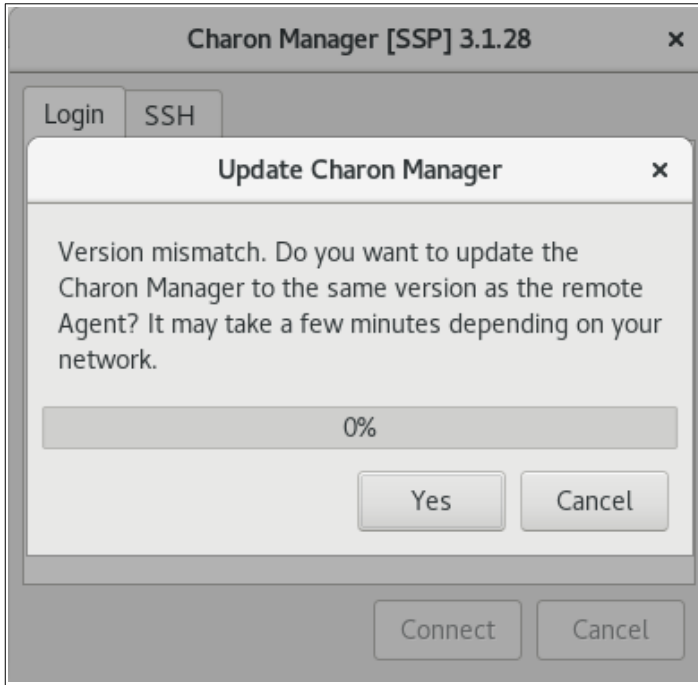 Charon Manager [SSP] 3.1.28 ×
Login SSH
Update Charon Manager ×
Version mismatch. Do you want to update the
Charon Manager to the same version as the remote
Agent? It may take a few minutes depending on your
network.
0%
Yes Cancel
Connect Cancel